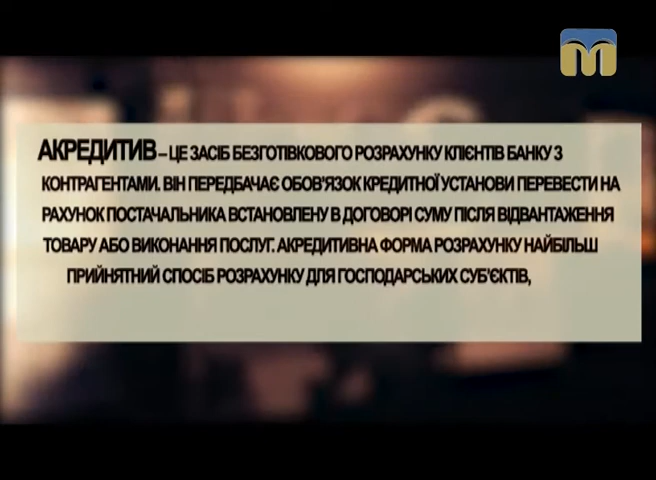 М
АКРЕДИТИВ – ЦЕ ЗАСІБ БЕЗГОТІВКОВОГО РОЗРАХУНКУ КЛІЄНТІВ БАНКУ З
КОНТРАГЕНТАМИ. ВІН ПЕРЕДБАЧАЄ ОБОВ'ЯЗОК КРЕДИТНОЇ УСТАНОВИ ПЕРЕВЕСТИ НА
РАХУНОК ПОСТАЧАЛЬНИКА ВСТАНОВЛЕНУ В ДОГОВОРІ СУМУ ПІСЛЯ ВІДВАНТАЖЕННЯ
ТОВАРУ АБО ВИКОНАННЯ ПОСЛУГ. АКРЕДИТИВНА ФОРМА РОЗРАХУНКУ НАЙБІЛЬШ
ПРИЙНЯТНИЙ СПОСІБ РОЗРАХУНКУ ДЛЯ ГОСПОДАРСЬКИХ СУБ'ЄКТІВ,